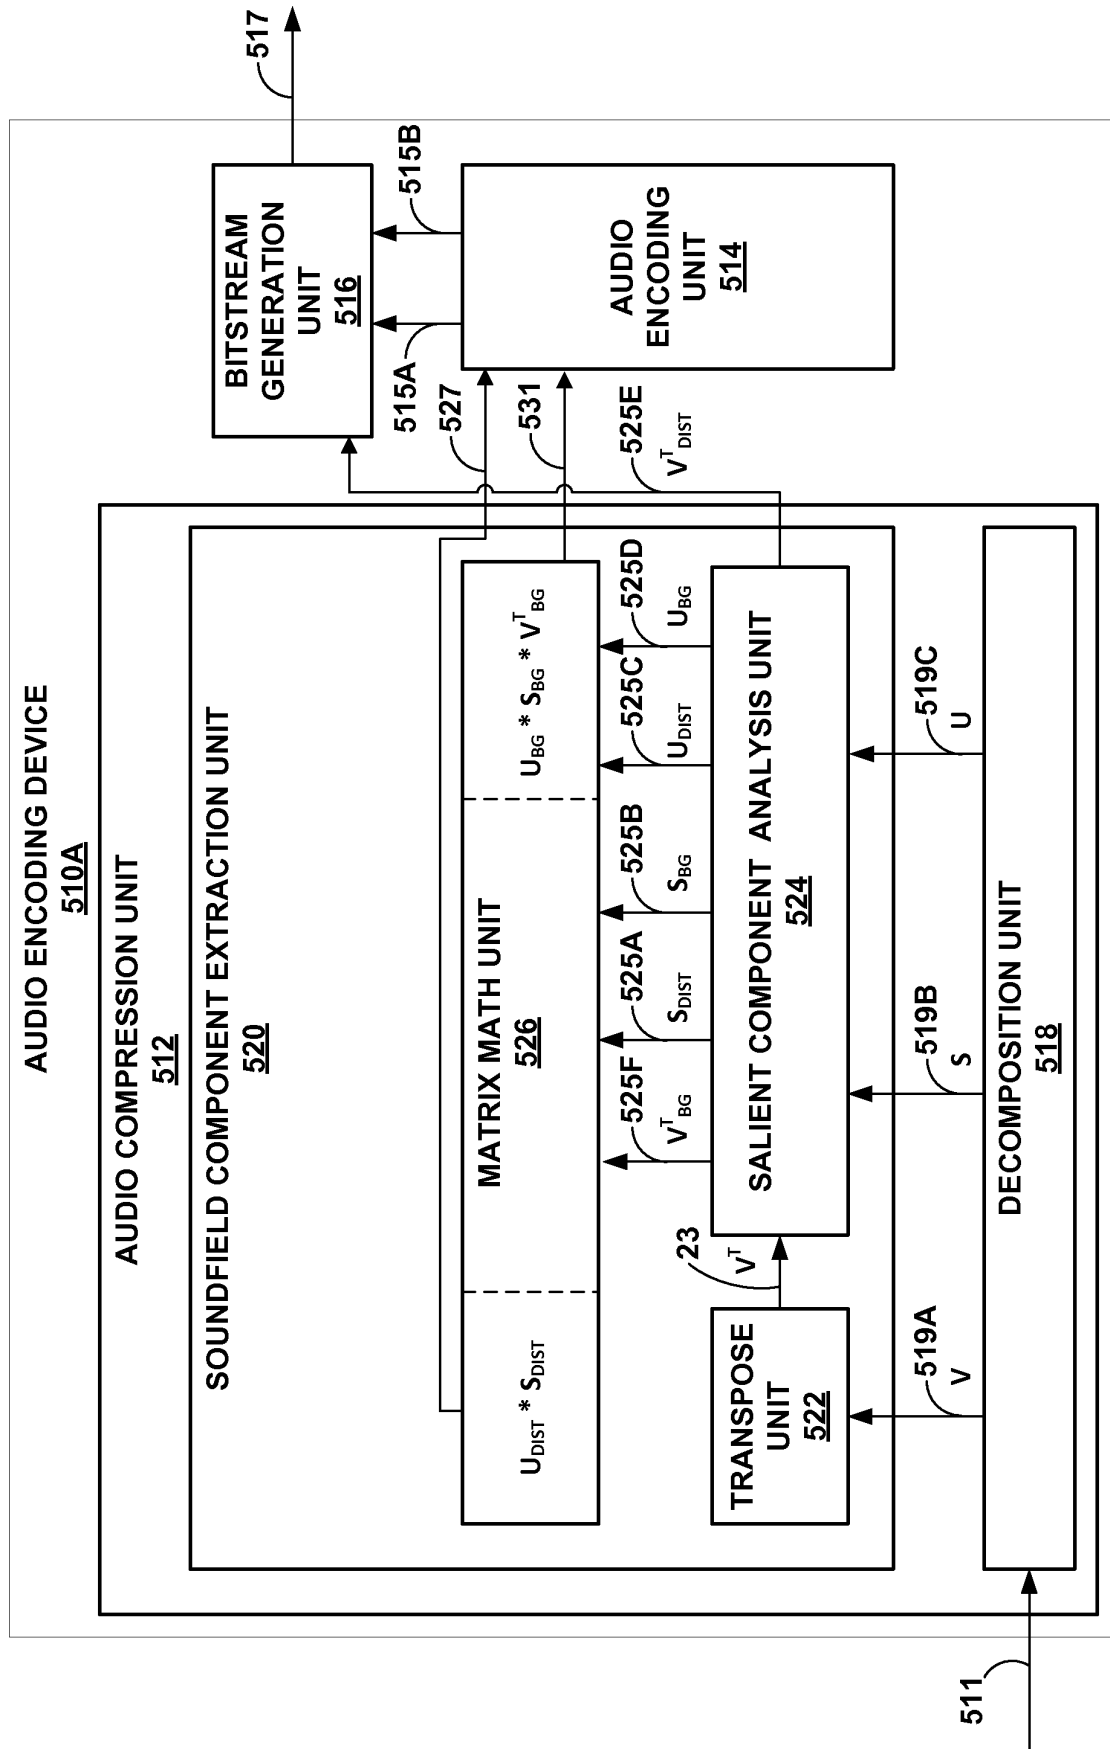 AUDIO ENCODING DEVICE
510A
AUDIO COMPRESSION UNIT
512
SOUNDFIELD COMPONENT EXTRACTION UNIT
520
U_DIST * S_DIST
MATRIX MATH UNIT
526
U_BG * S_BG * V^T_BG
525F
V^T_BG
525A
S_DIST
525B
S_BG
525C
U_DIST
525D
U_BG
TRANSPOSE
UNIT
522
23
V^T
SALIENT COMPONENT ANALYSIS UNIT
524
519A
V
519B
S
519C
U
DECOMPOSITION UNIT
518
511
525E
V^T_DIST
527
531
BITSTREAM
GENERATION
UNIT
516
515A
515B
AUDIO
ENCODING
UNIT
514
517